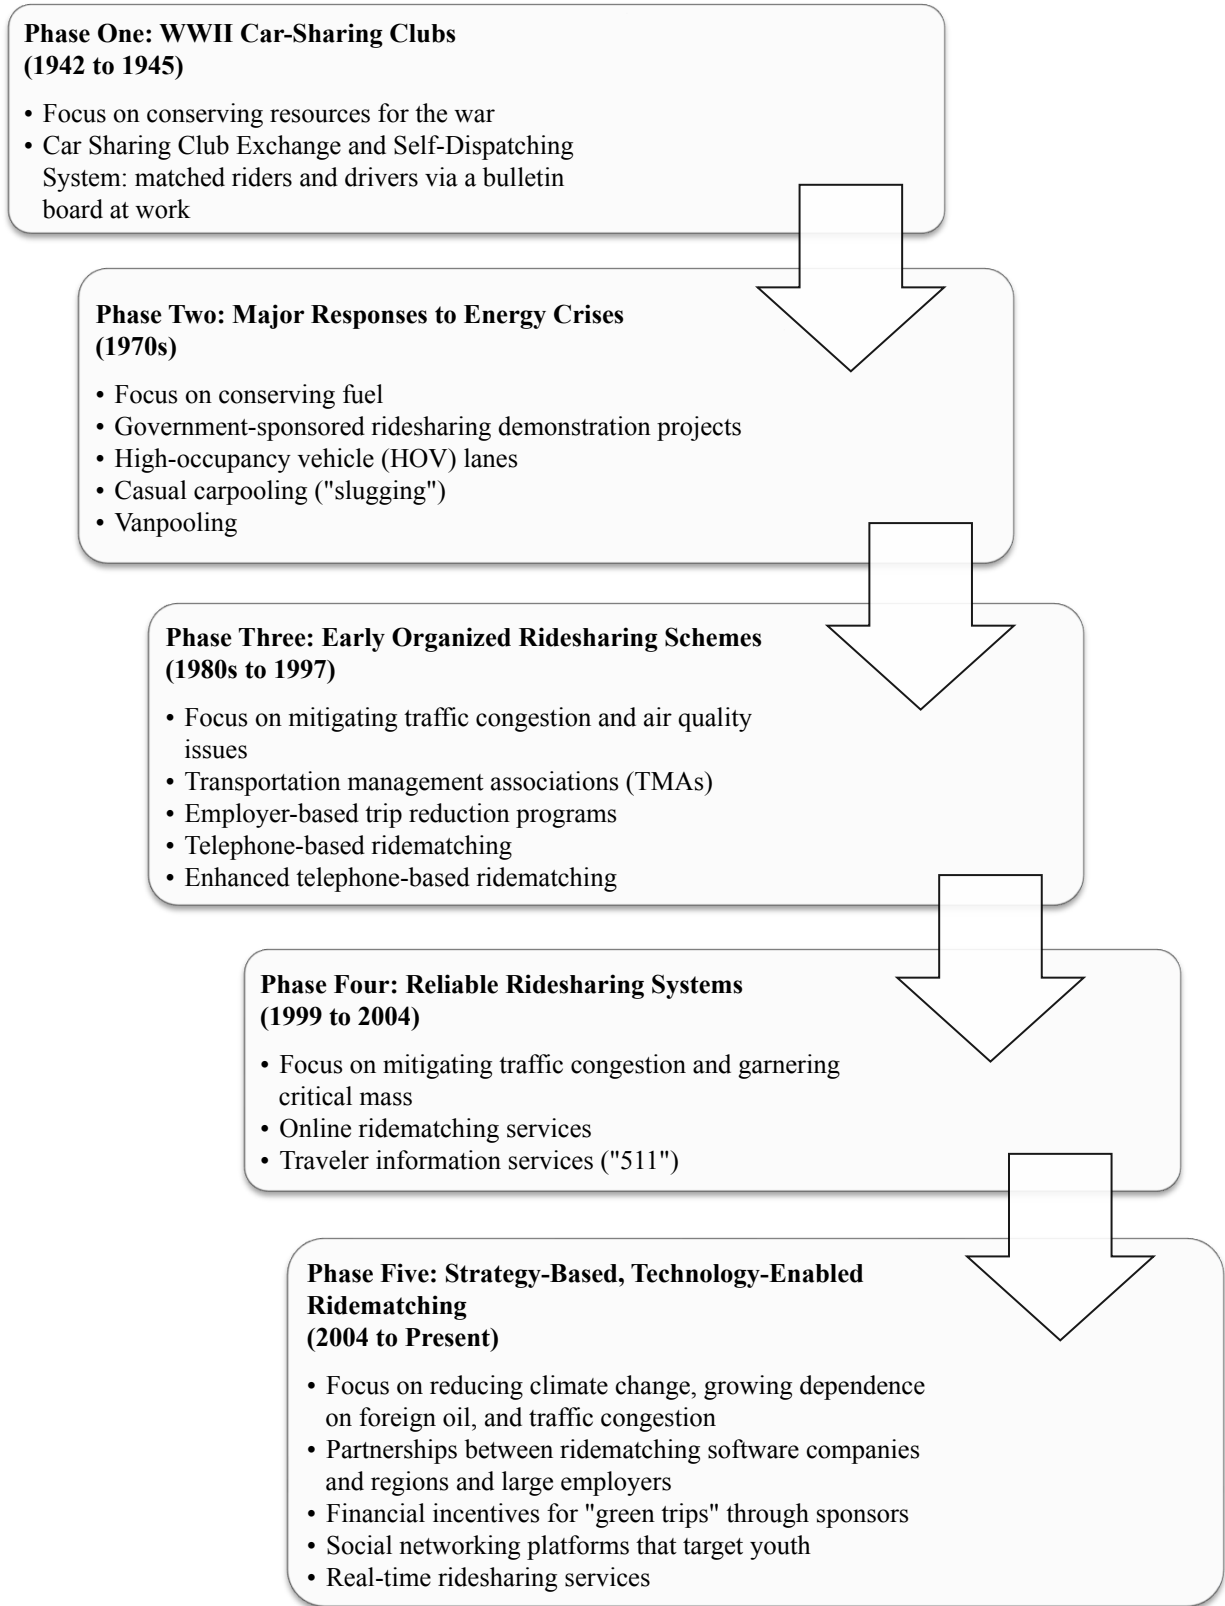 Phase One: WWII Car-Sharing Clubs
(1942 to 1945)
• Focus on conserving resources for the war
• Car Sharing Club Exchange and Self-Dispatching
System: matched riders and drivers via a bulletin
board at work
Phase Two: Major Responses to Energy Crises
(1970s)
• Focus on conserving fuel
• Government-sponsored ridesharing demonstration projects
• High-occupancy vehicle (HOV) lanes
• Casual carpooling ("slugging")
• Vanpooling
Phase Three: Early Organized Ridesharing Schemes
(1980s to 1997)
• Focus on mitigating traffic congestion and air quality
issues
• Transportation management associations (TMAs)
• Employer-based trip reduction programs
• Telephone-based ridematching
• Enhanced telephone-based ridematching
Phase Four: Reliable Ridesharing Systems
(1999 to 2004)
• Focus on mitigating traffic congestion and garnering
critical mass
• Online ridematching services
• Traveler information services ("511")
Phase Five: Strategy-Based, Technology-Enabled
Ridematching
(2004 to Present)
• Focus on reducing climate change, growing dependence
on foreign oil, and traffic congestion
• Partnerships between ridematching software companies
and regions and large employers
• Financial incentives for "green trips" through sponsors
• Social networking platforms that target youth
• Real-time ridesharing services